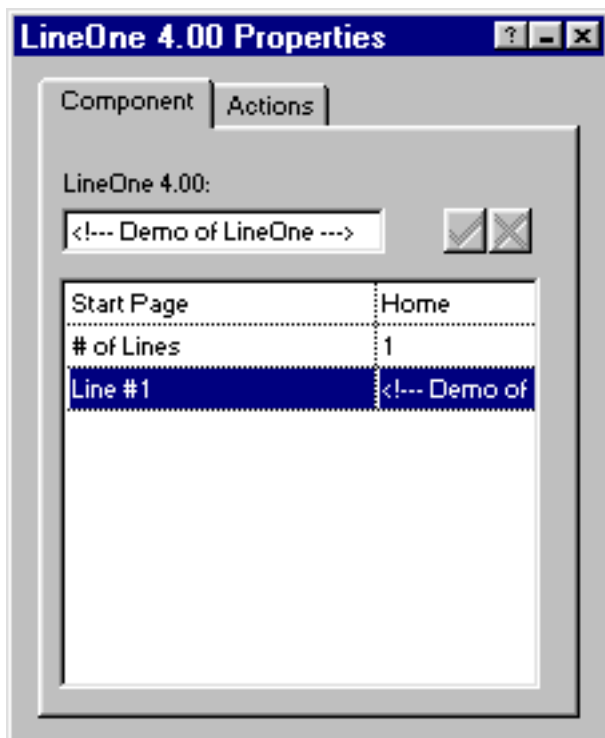 LineOne 4.00 Properties
Component Actions
LineOne 4.00:
<!--- Demo of LineOne --->
Start Page Home
# of Lines 1
Line #1 <!--- Demo of